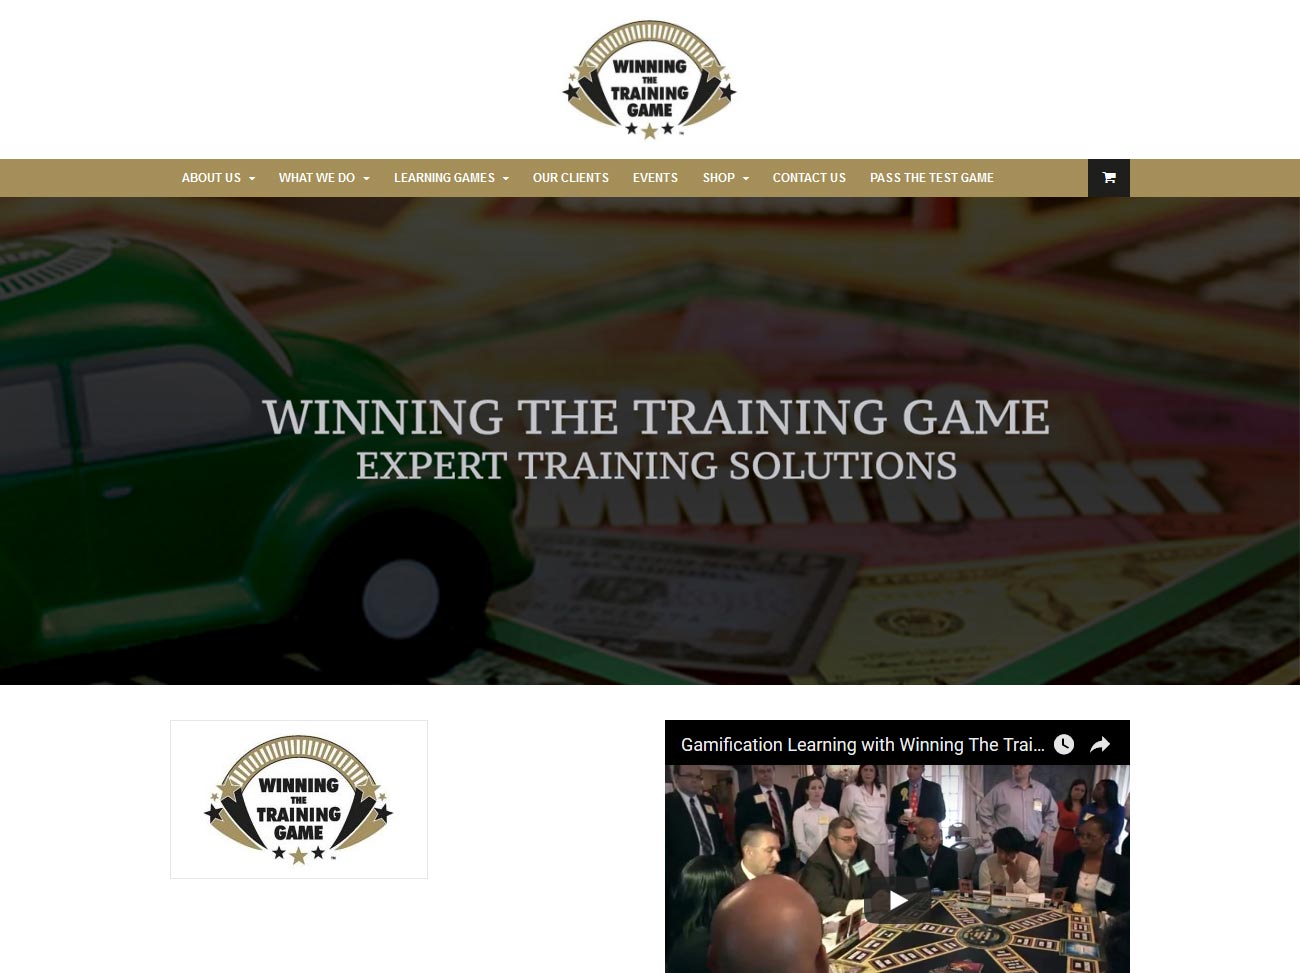 WINNING
THE
TRAINING
GAME
ABOUT US
WHAT WE DO
LEARNING GAMES
OUR CLIENTS
EVENTS
SHOP
CONTACT US
PASS THE TEST GAME
WINNING THE TRAINING GAME
EXPERT TRAINING SOLUTIONS
MMITMENT
WINNING
THE
TRAINING
GAME
Gamification Learning with Winning The Trai...